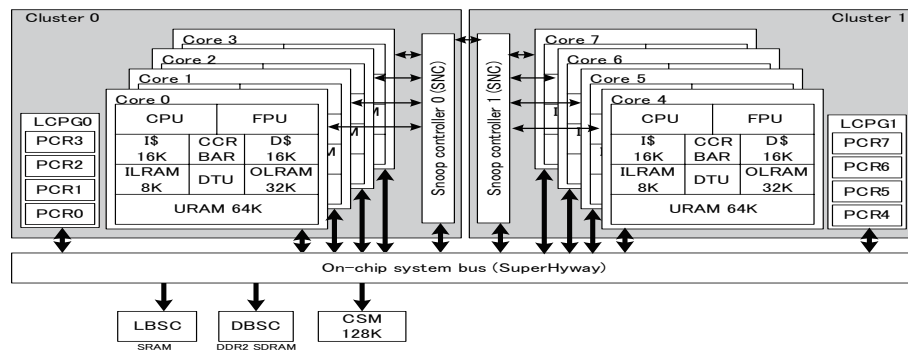 Cluster 0
Cluster 1
Core 3
Core 2
Core 1
Core 0
CPU
FPU
I$
16K
CCR
BAR
D$
16K
ILRAM
8K
DTU
OLRAM
32K
URAM 64K
LCPG0
PCR3
PCR2
PCR1
PCR0
Snoop controller 0 (SNC)
Snoop controller 1 (SNC)
Core 7
Core 6
Core 5
Core 4
CPU
FPU
I$
16K
CCR
BAR
D$
16K
ILRAM
8K
DTU
OLRAM
32K
URAM 64K
LCPG1
PCR7
PCR6
PCR5
PCR4
On-chip system bus (SuperHyway)
LBSC
SRAM
DBSC
DDR2 SDRAM
CSM
128K